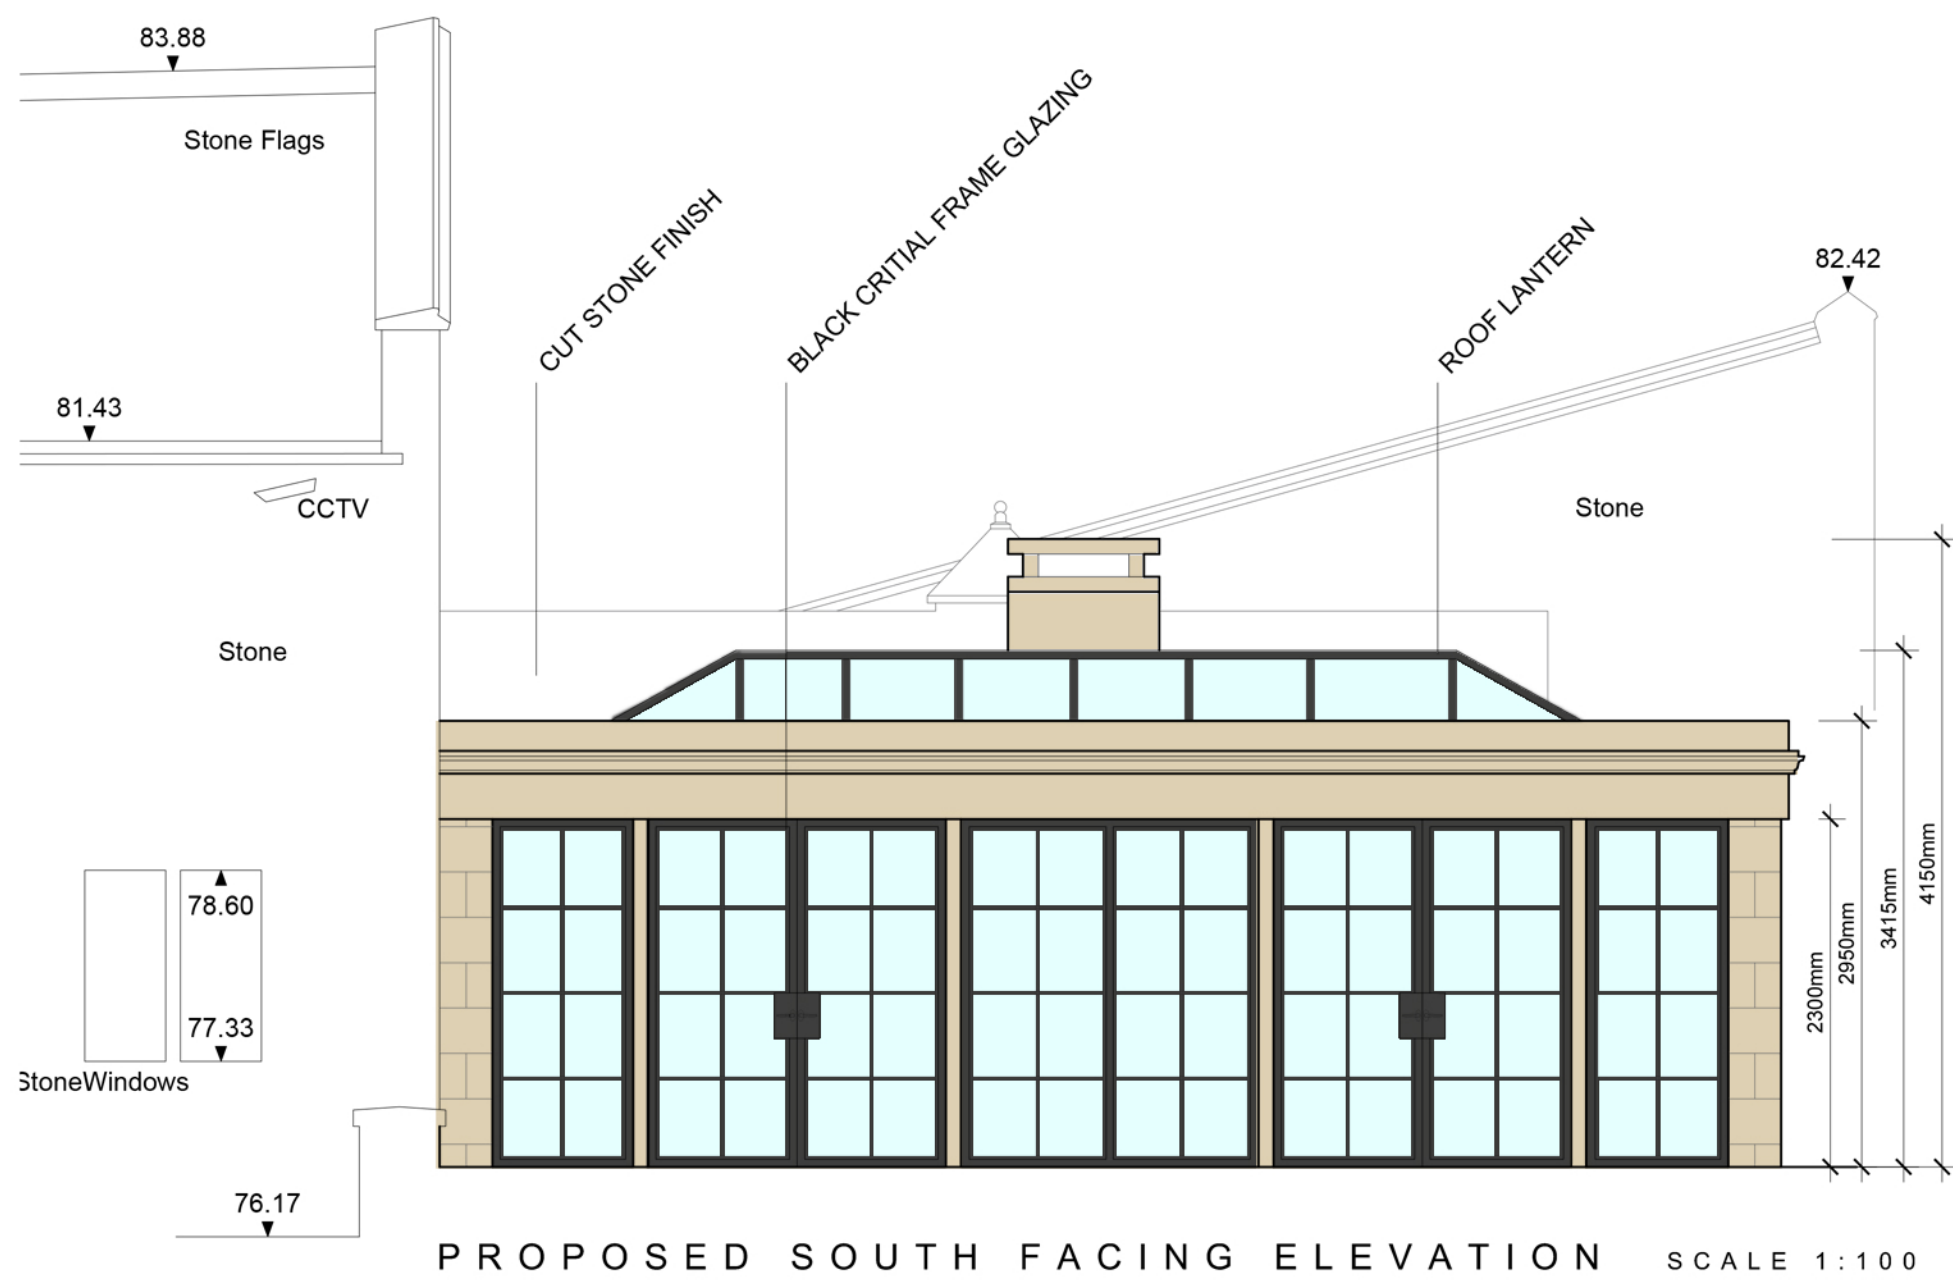 83.88
Stone Flags
CUT STONE FINISH
BLACK CRITIAL FRAME GLAZING
ROOF LANTERN
82.42
81.43
CCTV
Stone
Stone
78.60
77.33
StoneWindows
76.17
2300mm
2950mm
3415mm
4150mm
PROPOSED SOUTH FACING ELEVATION SCALE 1:100